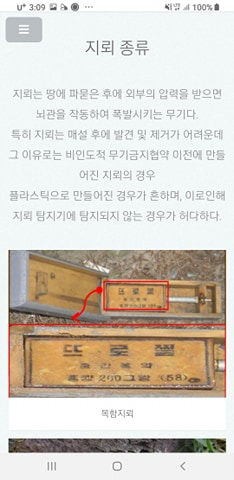 U+ 3:09
100%
지뢰 종류
지뢰는 땅에 파묻은 후에 외부의 압력을 받으면
뇌관을 작동하여 폭발시키는 무기다.
특히 지뢰는 매설 후에 발견 및 제거가 어려운데
그 이유로는 비인도적 무기금지협약 이전에 만들
어진 지뢰의 경우
플라스틱으로 만들어진 경우가 흔하며, 이로인해
지뢰 탐지기에 탐지되지 않는 경우가 허다하다.
뜨로찔
뜨로찔
200그람 (58)
목함지뢰